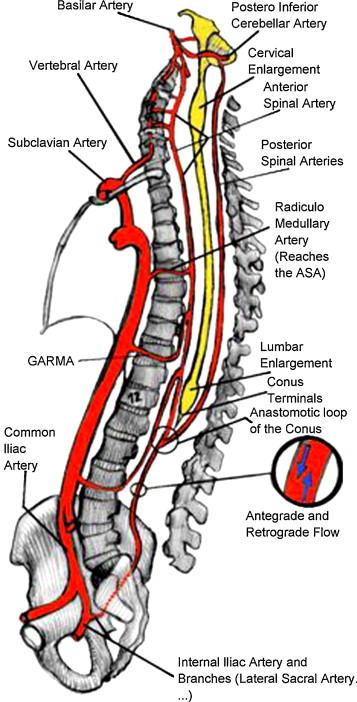 Basilar Artery
Postero Inferior
Cerebellar Artery
Vertebral Artery
Cervical
Enlargement
Anterior
Spinal Artery
Subclavian Artery
Posterior
Spinal Arteries
Radiculo
Medullary
Artery
(Reaches
the ASA)
GARMA
Lumbar
Enlargement
12
Conus
Terminals
Anastomotic loop
of the Conus
Common
Iliac
Artery
Antegrade and
Retrograde Flow
Internal Iliac Artery and
Branches (Lateral Sacral Artery.
...)